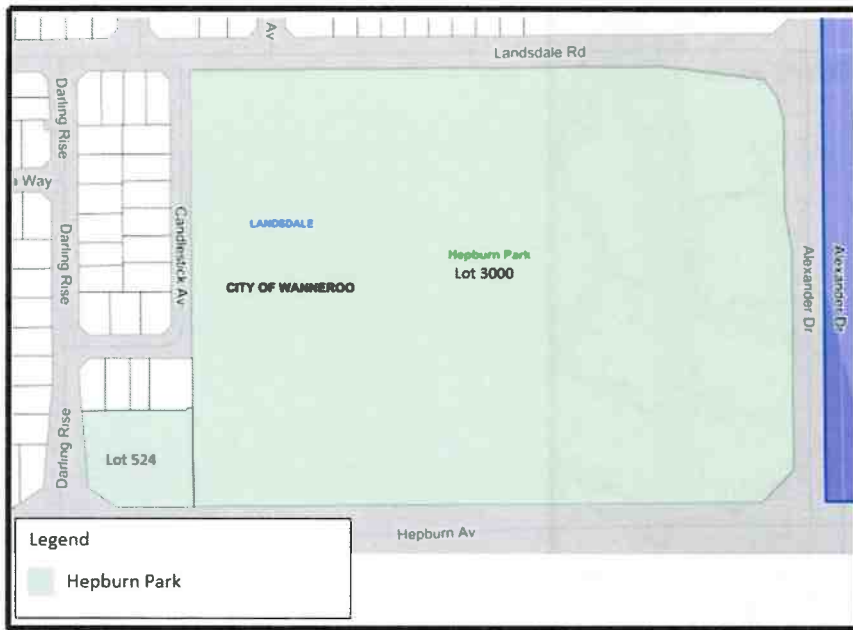 Av
Landsdale Rd
Darling Rise
Way
Candlestick Av
LANDSDALE
Hepburn Park
Lot 3000
CITY OF WANNEROO
Darling Rise
Alexander Dr
Alexander Dr
Darling Rise
Lot 524
Hepburn Av
Legend
Hepburn Park